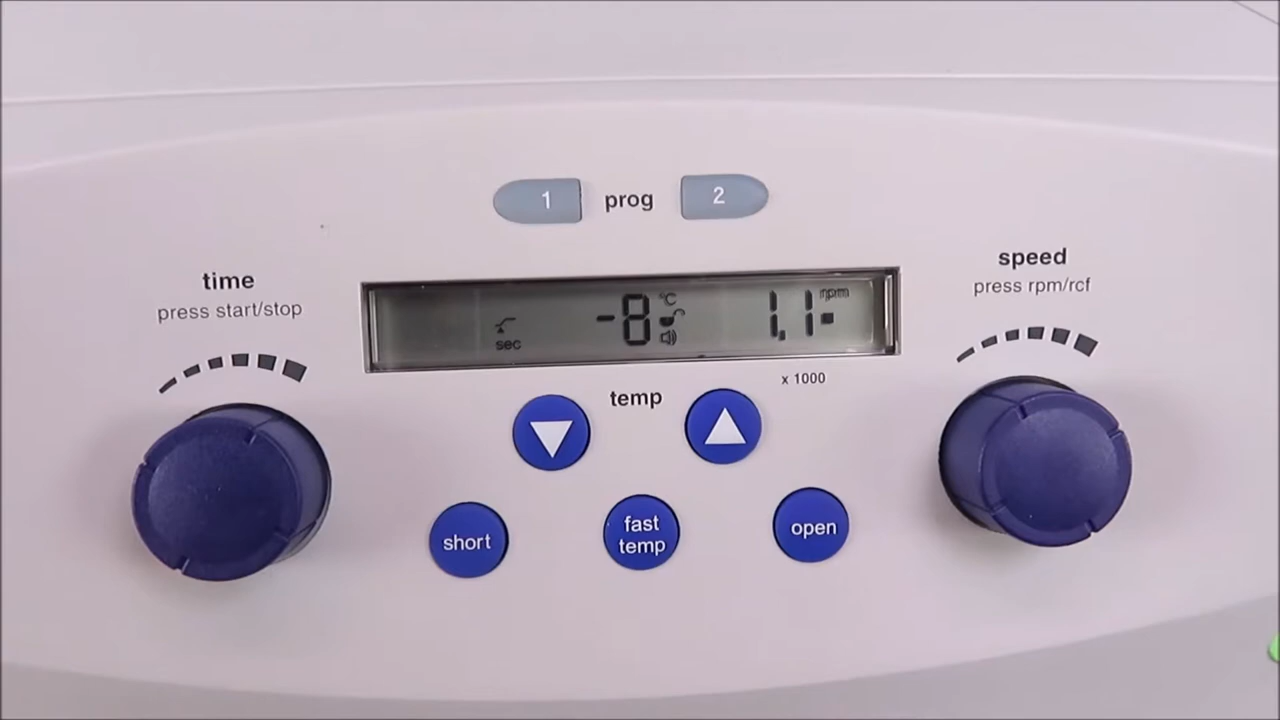 1 prog 2
time
press start/stop
speed
press rpm/rcf
sec
-8 °C
1.1
rpm
x 1000
temp
short
fast
temp
open